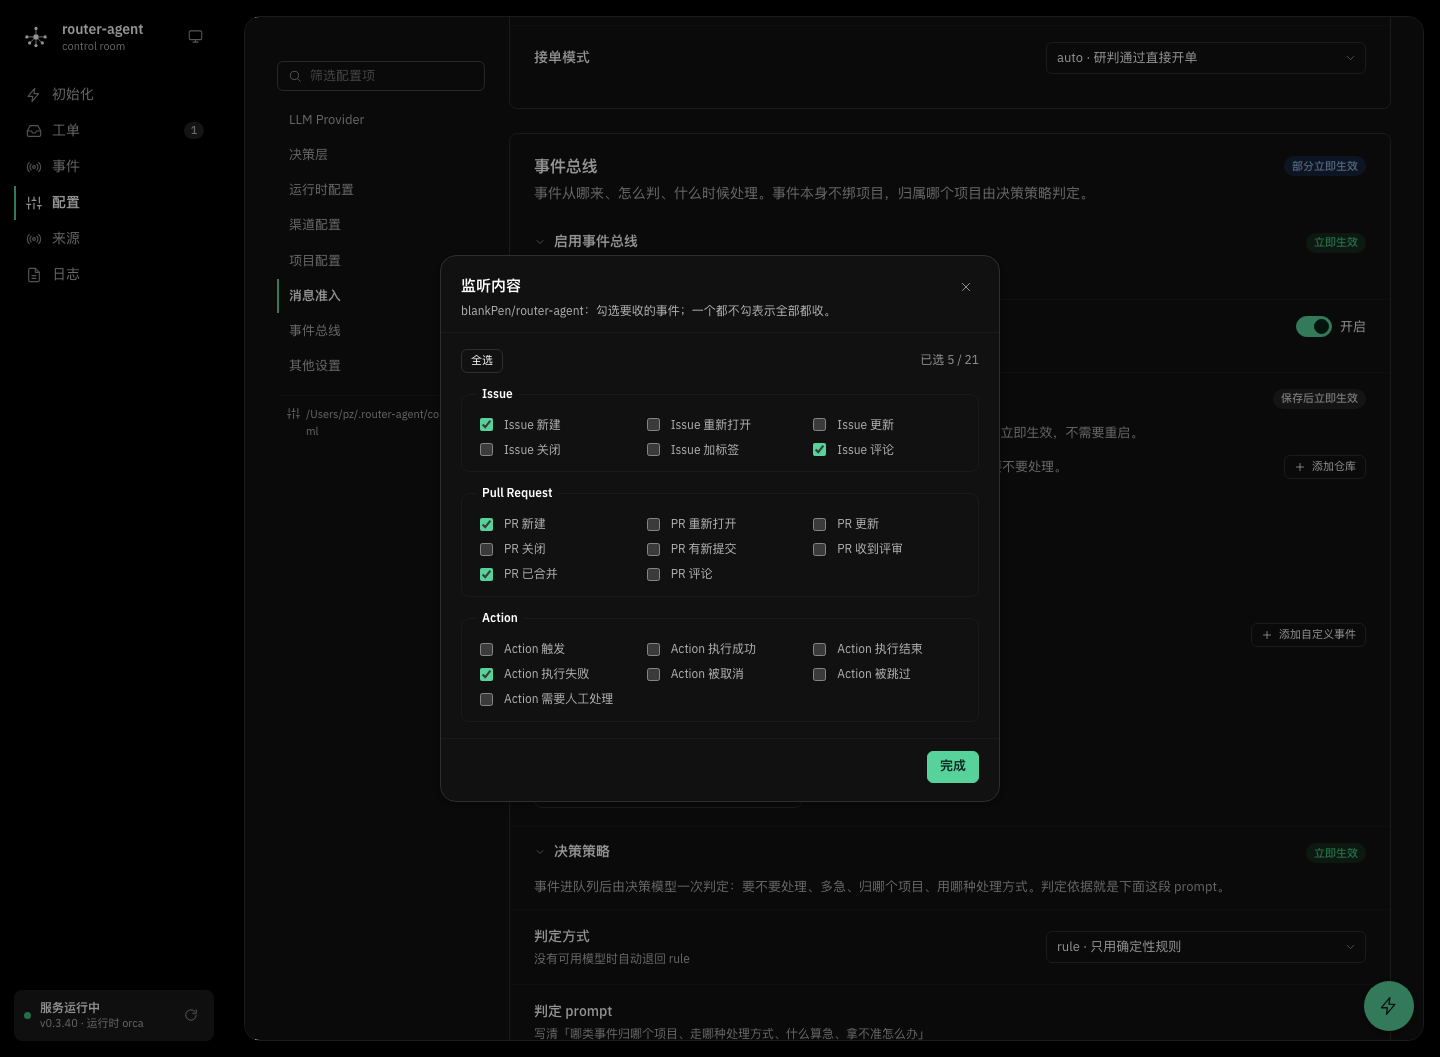 router-agent
control room
初始化
工单
1
事件
配置
来源
日志
服务运行中
v0.3.40 · 运行时 orca
筛选配置项
LLM Provider
决策层
运行时配置
渠道配置
项目配置
消息准入
事件总线
其他设置
/Users/pz/.router-agent/co
ml
接单模式
auto · 研判通过直接开单
事件总线
部分立即生效
事件从哪来、怎么判、什么时候处理。事件本身不绑项目，归属哪个项目由决策策略判定。
启用事件总线
立即生效
开启
保存后立即生效
立即生效，不需要重启。
不要处理。
添加仓库
添加自定义事件
监听内容
blankPen/router-agent：勾选要收的事件；一个都不勾表示全部都收。
全选
已选 5 / 21
Issue
Issue 新建
Issue 重新打开
Issue 更新
Issue 关闭
Issue 加标签
Issue 评论
Pull Request
PR 新建
PR 重新打开
PR 更新
PR 关闭
PR 有新提交
PR 收到评审
PR 已合并
PR 评论
Action
Action 触发
Action 执行成功
Action 执行结束
Action 执行失败
Action 被取消
Action 被跳过
Action 需要人工处理
完成
决策策略
立即生效
事件进队列后由决策模型一次判定：要不要处理、多急、归哪个项目、用哪种处理方式。判定依据就是下面这段 prompt。
判定方式
没有可用模型时自动退回 rule
rule · 只用确定性规则
判定 prompt
写清「哪类事件归哪个项目、走哪种处理方式、什么算急、拿不准怎么办」